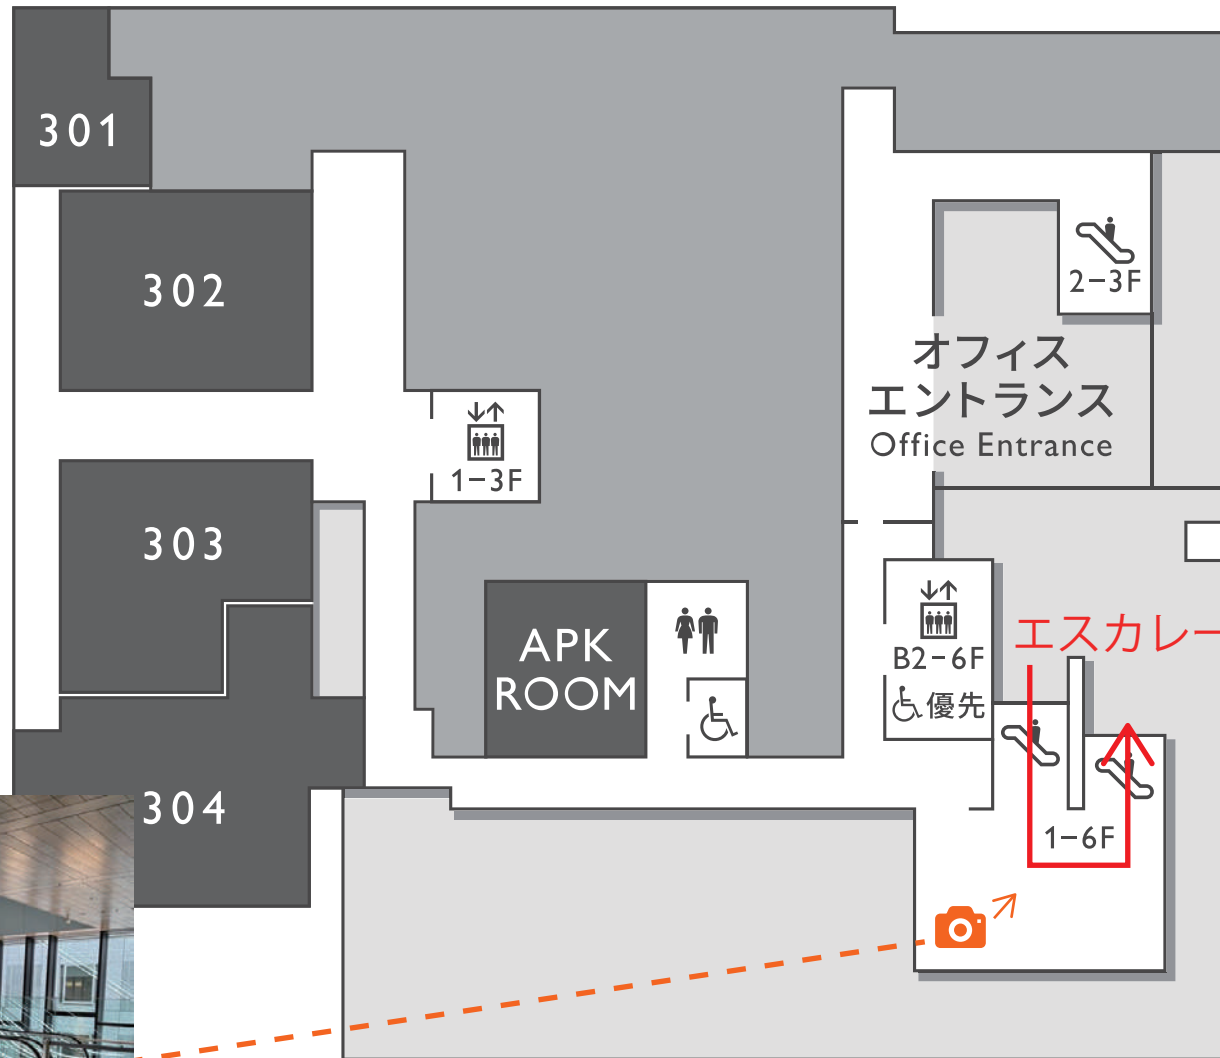 301
302
2−3F
オフィス
エントランス
Office Entrance
1−3F
303
エスカレー
APK
ROOM
B2−6F
優先
304
1−6F